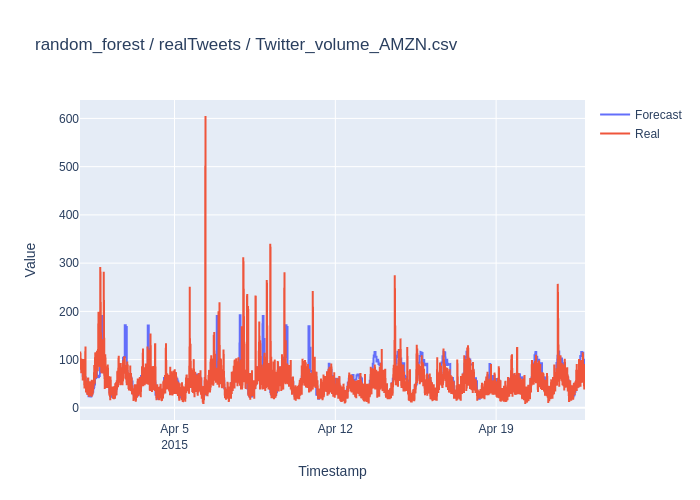 random_forest / realTweets / Twitter_volume_AMZN.csv
Forecast
Real
600
500
400
300
200
100
0
Value
Apr 5
2015
Apr 12
Apr 19
Timestamp